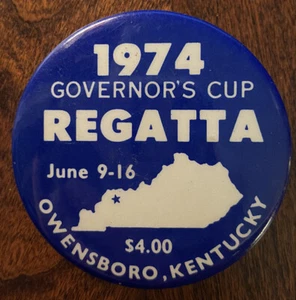 1974
GOVERNOR'S CUP
REGATTA
June 9-16
$4.00
OWENSBORO, KENTUCKY